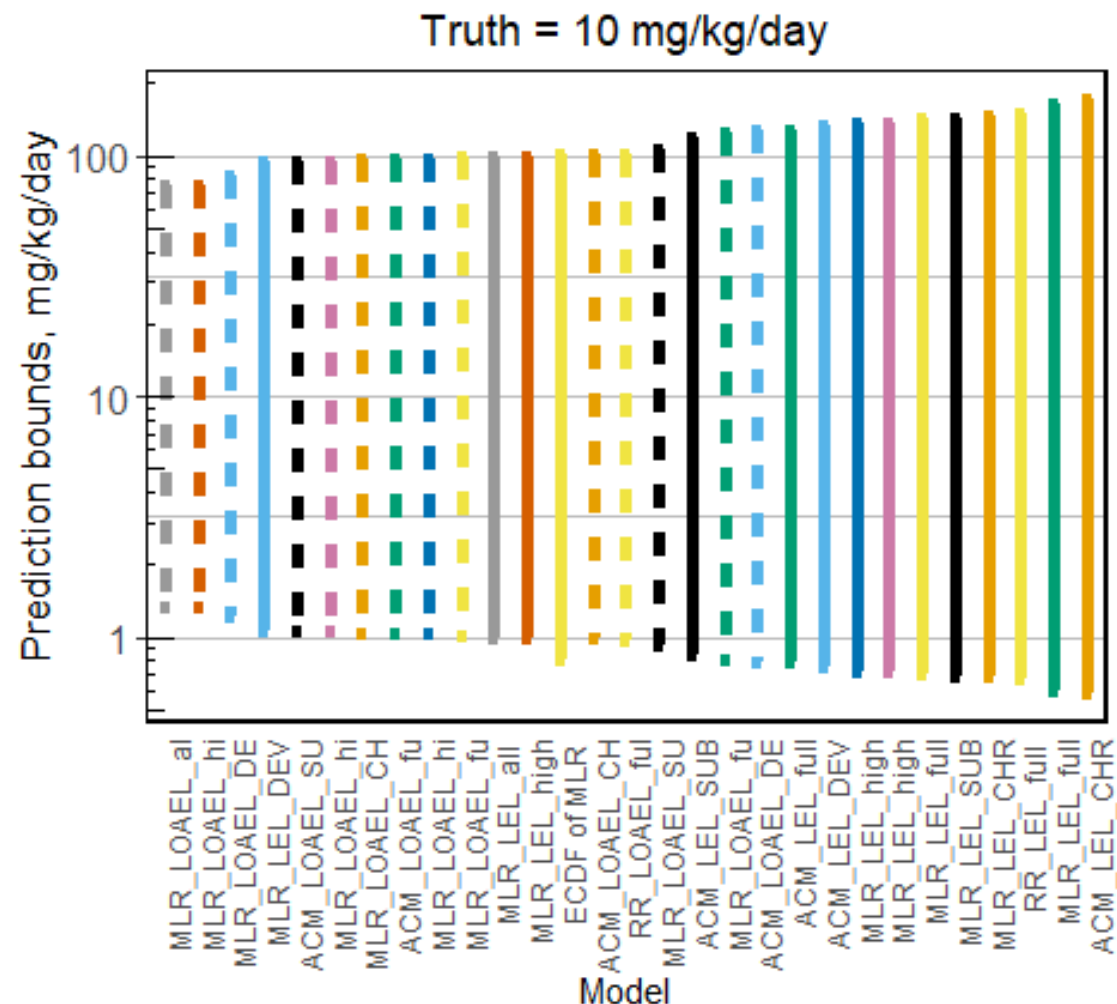 Truth = 10 mg/kg/day
Prediction bounds, mg/kg/day
100
10
1
MLR_LOAEL_al
MLR_LOAEL_hi
MLR_LOAEL_DE
MLR_LEL_DEV
ACM_LOAEL_SU
MLR_LOAEL_hi
MLR_LOAEL_CH
ACM_LOAEL_fu
MLR_LOAEL_hi
MLR_LOAEL_fu
MLR_LEL_all
MLR_LEL_high
ECDF of MLR
ACM_LOAEL_CH
RR_LOAEL_full
MLR_LOAEL_SU
ACM_LEL_SUB
MLR_LOAEL_fu
ACM_LOAEL_DE
ACM_LEL_full
ACM_LEL_DEV
MLR_LEL_high
MLR_LEL_high
MLR_LEL_full
MLR_LEL_SUB
MLR_LEL_CHR
RR_LEL_full
MLR_LEL_full
ACM_LEL_CHR
Model